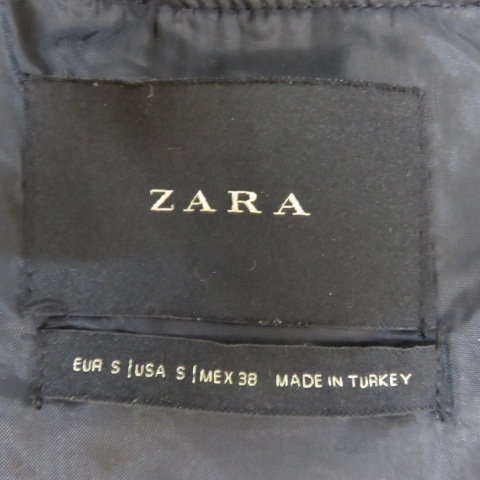 ZARA
EUR S | USA S | MEX 38 MADE IN TURKEY